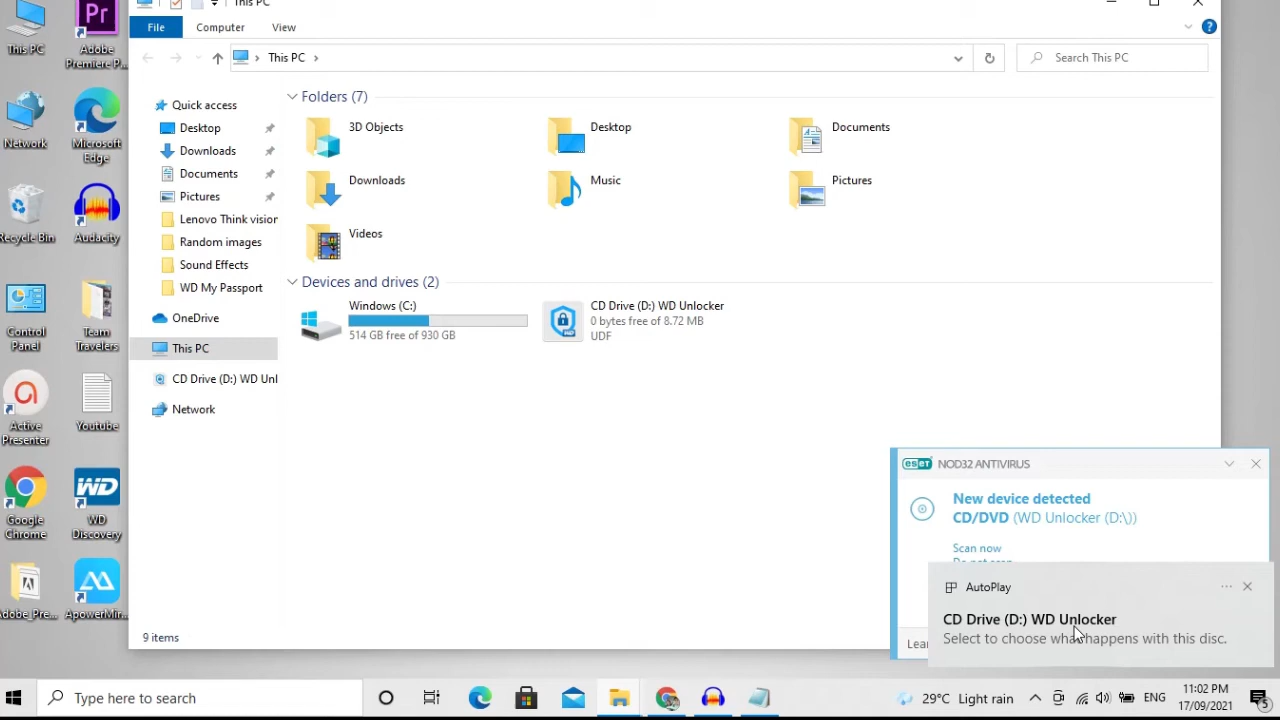 This PC
File
Computer
View
This PC
Search This PC
This PC
Adobe
Premiere P...
Network
Microsoft
Edge
Recycle Bin
Audacity
Control
Panel
Team
Travelers
Active
Presenter
Youtube
Google
Chrome
WD
WD
Discovery
Adobe_Pre...
ApowerMir...
Pr
Quick access
Desktop
Downloads
Documents
Pictures
Lenovo Think vision
Random images
Sound Effects
WD My Passport
OneDrive
This PC
CD Drive (D:) WD Unl
Network
Folders (7)
3D Objects
Desktop
Documents
Downloads
Music
Pictures
Videos
Devices and drives (2)
Windows (C:)
514 GB free of 930 GB
CD Drive (D:) WD Unlocker
0 bytes free of 8.72 MB
UDF
9 items
eseT NOD32 ANTIVIRUS
New device detected
CD/DVD (WD Unlocker (D:\))
Scan now
Lear
AutoPlay
CD Drive (D:) WD Unlocker
Select to choose what happens with this disc.
Type here to search
29°C Light rain
ENG
11:02 PM
17/09/2021
5